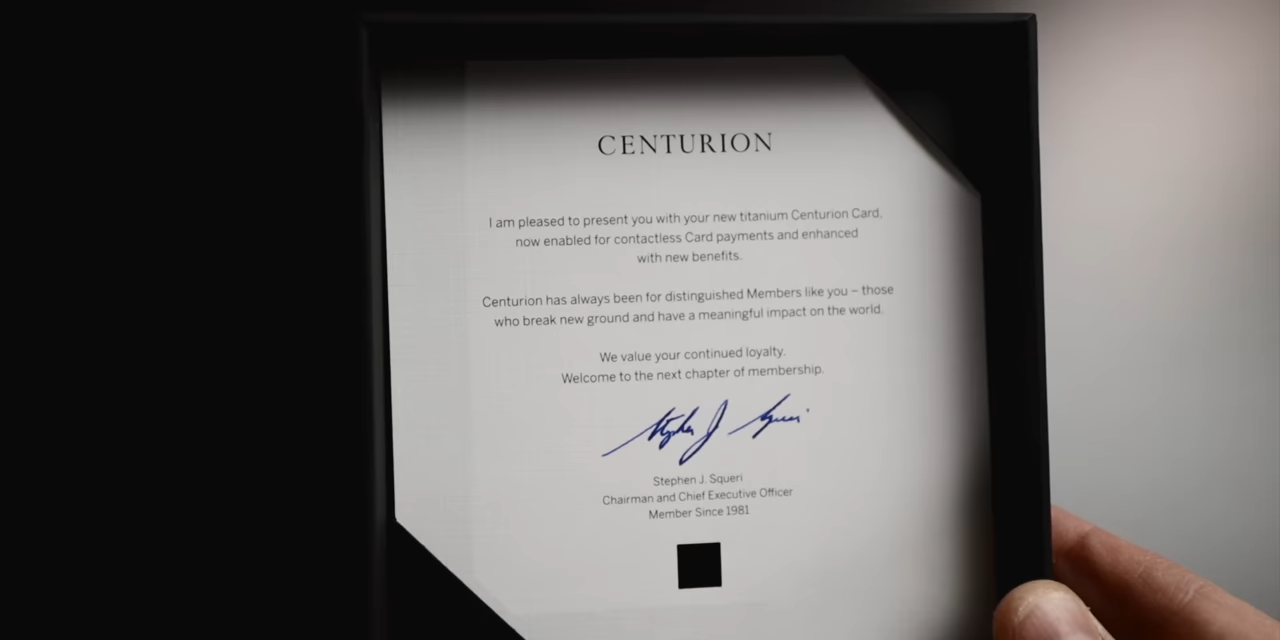 CENTURION
I am pleased to present you with your new titanium Centurion Card,
now enabled for contactless Card payments and enhanced
with new benefits.
Centurion has always been for distinguished Members like you – those
who break new ground and have a meaningful impact on the world.
We value your continued loyalty.
Welcome to the next chapter of membership.
Stephen J. Squeri
Stephen J. Squeri
Chairman and Chief Executive Officer
Member Since 1981